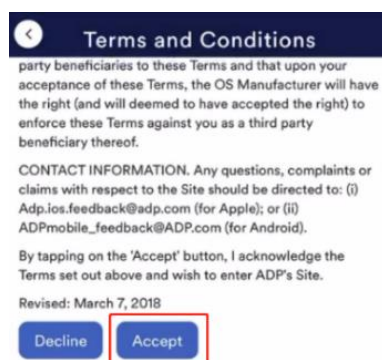 Terms and Conditions
party beneficiaries to these Terms and that upon your
acceptance of these Terms, the OS Manufacturer will have
the right (and will deemed to have accepted the right) to
enforce these Terms against you as a third party
beneficiary thereof.
CONTACT INFORMATION. Any questions, complaints or
claims with respect to the Site should be directed to: (i)
Adp.ios.feedback@adp.com (for Apple); or (ii)
ADPmobile_feedback@ADP.com (for Android).
By tapping on the 'Accept' button, I acknowledge the
Terms set out above and wish to enter ADP's Site.
Revised: March 7, 2018
Decline Accept